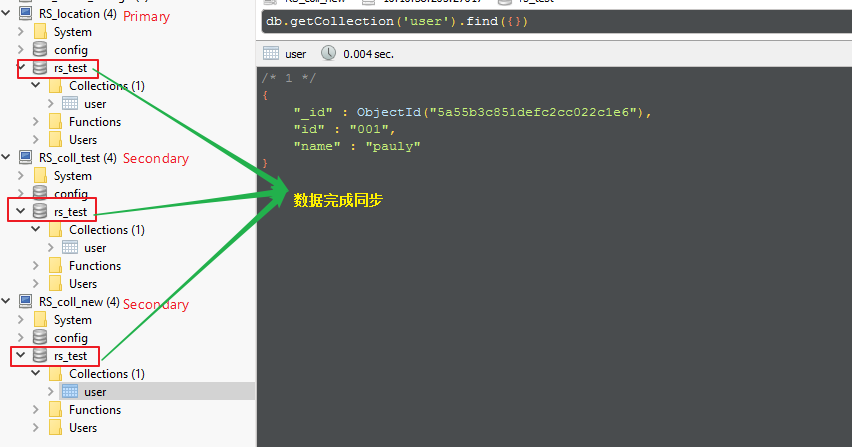 RS_location (4) Primary
System
config
rs_test
Collections (1)
user
Functions
Users
RS_coll_test (4) Secondary
System
config
rs_test
Collections (1)
user
Functions
Users
RS_coll_new (4) Secondary
System
config
rs_test
Collections (1)
user
Functions
Users
db.getCollection('user').find({})
user 0.004 sec.
/* 1 */
{
"_id" : ObjectId("5a55b3c851defc2cc022c1e6"),
"id" : "001",
"name" : "pauly"
}
数据完成同步